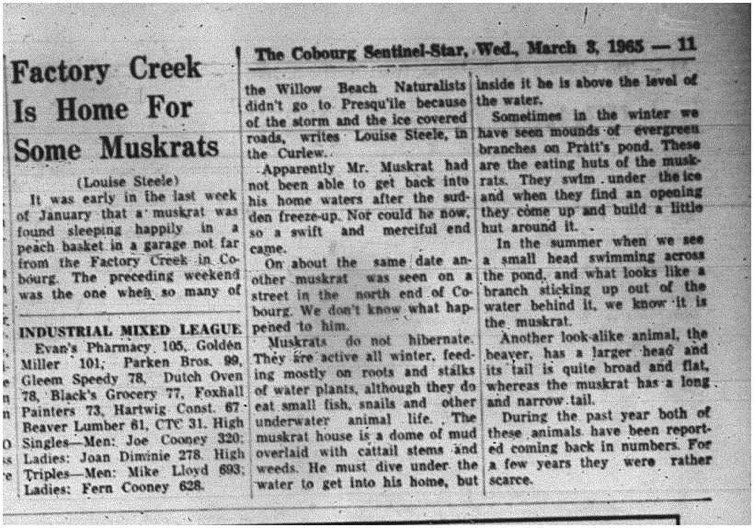 The Cobourg Sentinel-Star, Wed., March 3, 1965 — 11
Factory Creek
Is Home For
Some Muskrats
(Louise Steele)
It was early in the last week
of January that a muskrat was
found sleeping happily in a
peach basket in a garage not far
from the Factory Creek in Co-
bourg. The preceding weekend
was the one when so many of
the Willow Beach Naturalists
didn't go to Presqu'ile because
of the storm and the ice covered
roads, writes Louise Steele, in
the Curlew.
Apparently Mr. Muskrat had
not been able to get back into
his home waters after the sud-
den freeze-up. Nor could he now,
so a swift and merciful end
came.
On about the same date an-
other muskrat was seen on a
street in the north end of Co-
bourg. We don't know what hap-
pened to him.
Muskrats do not hibernate.
They are active all winter, feed-
ing mostly on roots and stalks
of water plants, although they do
eat small fish, snails and other
underwater animal life. The
muskrat house is a dome of mud
overlaid with cattail stems and
weeds. He must dive under the
water to get into his home, but
inside it he is above the level of
the water.
Sometimes in the winter we
have seen mounds of evergreen
branches on Pratt's pond. These
are the eating huts of the musk-
rats. They swim under the ice
and when they find an opening
they come up and build a little
hut around it.
In the summer when we see
a small head swimming across
the pond, and what looks like a
branch sticking up out of the
water behind it, we know it is
the muskrat.
Another look-alike animal, the
beaver, has a larger head and
its tail is quite broad and flat,
whereas the muskrat has a long
and narrow tail.
During the past year both of
these animals have been report-
ed coming back in numbers. For
a few years they were rather
scarce.
INDUSTRIAL MIXED LEAGUE
Evan's Pharmacy 105, Golden
Miller 101; Parken Bros. 99,
Gleem Speedy 78, Dutch Oven
78, Black's Grocery 77, Foxhall
Painters 73, Hartwig Const. 67
Beaver Lumber 61, CTC 31. High
Singles—Men: Joe Cooney 320;
Ladies: Joan Diminie 278. High
Triples—Men: Mike Lloyd 693;
Ladies: Fern Cooney 628.